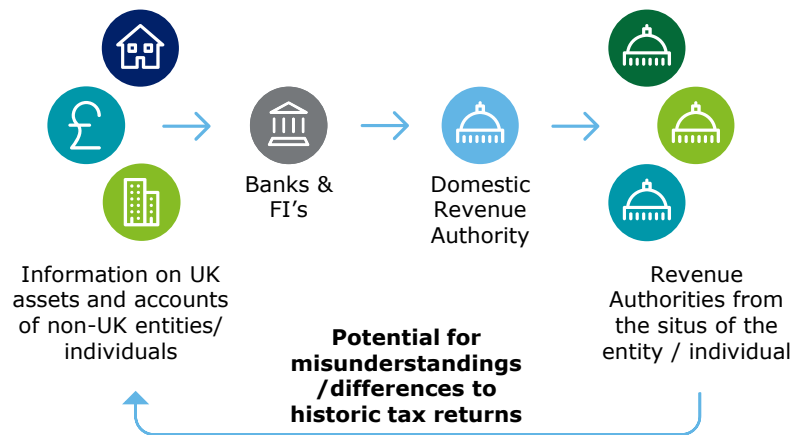 £
Banks &
FI's
Domestic
Revenue
Authority
Information on UK
assets and accounts
of non-UK entities/
individuals
Revenue
Authorities from
the situs of the
entity / individual
Potential for
misunderstandings
/differences to
historic tax returns